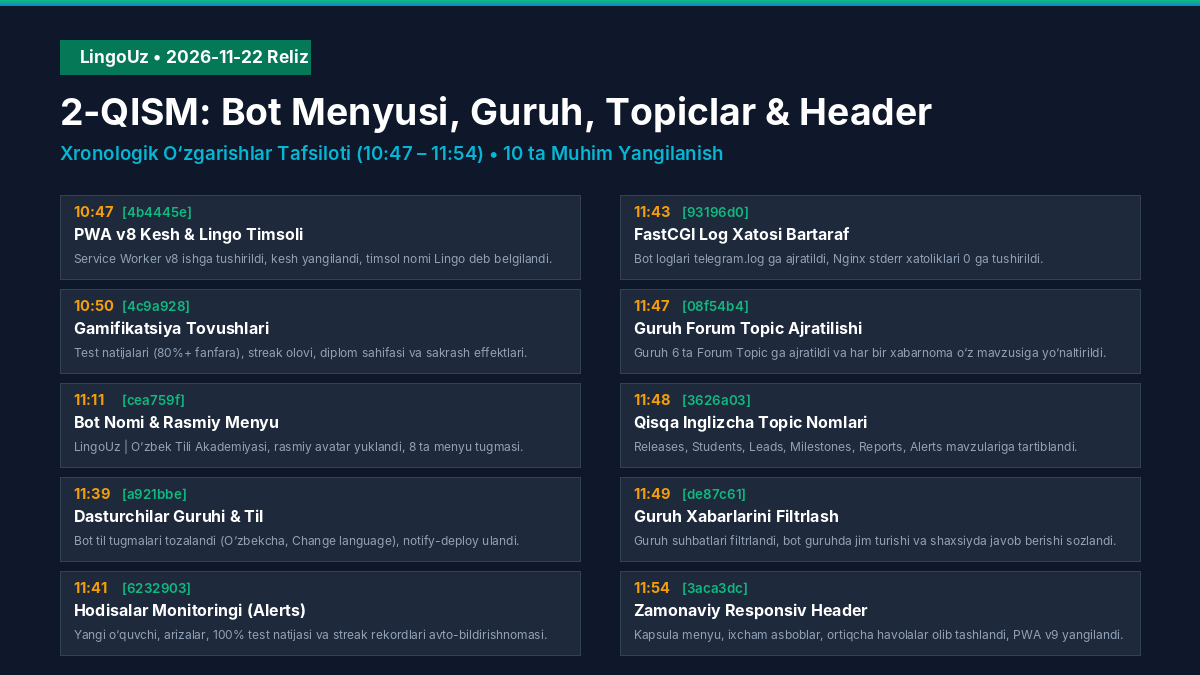 LingoUz • 2026-11-22 Reliz
2-QISM: Bot Menyusi, Guruh, Topiclar & Header
Xronologik Oʻzgarishlar Tafsiloti (10:47 – 11:54) • 10 ta Muhim Yangilanish
10:47 [4b4445e]
PWA v8 Kesh & Lingo Timsoli
Service Worker v8 ishga tushirildi, kesh yangilandi, timsol nomi Lingo deb belgilandi.
10:50 [4c9a928]
Gamifikatsiya Tovushlari
Test natijalari (80%+ fanfara), streak olovi, diplom sahifasi va sakrash effektlari.
11:11 [cea759f]
Bot Nomi & Rasmiy Menyu
LingoUz | Oʻzbek Tili Akademiyasi, rasmiy avatar yuklandi, 8 ta menyu tugmasi.
11:39 [a921bbe]
Dasturchilar Guruhi & Til
Bot til tugmalari tozalandi (Oʻzbekcha, Change language), notify-deploy ulandi.
11:41 [6232903]
Hodisalar Monitoringi (Alerts)
Yangi oʻquvchi, arizalar, 100% test natijasi va streak rekordlari avto-bildirishnomasi.
11:43 [93196d0]
FastCGI Log Xatosi Bartaraf
Bot loglari telegram.log ga ajratildi, Nginx stderr xatoliklari 0 ga tushirildi.
11:47 [08f54b4]
Guruh Forum Topic Ajratilishi
Guruh 6 ta Forum Topic ga ajratildi va har bir xabarnoma oʻz mavzusiga yoʻnaltirildi.
11:48 [3626a03]
Qisqa Inglizcha Topic Nomlari
Releases, Students, Leads, Milestones, Reports, Alerts mavzulariga tartiblandi.
11:49 [de87c61]
Guruh Xabarlarini Filtrlash
Guruh suhbatlari filtrlandi, bot guruhda jim turishi va shaxsiyda javob berishi sozlandi.
11:54 [3aca3dc]
Zamonaviy Responsiv Header
Kapsula menyu, ixcham asboblar, ortiqcha havolalar olib tashlandi, PWA v9 yangilandi.